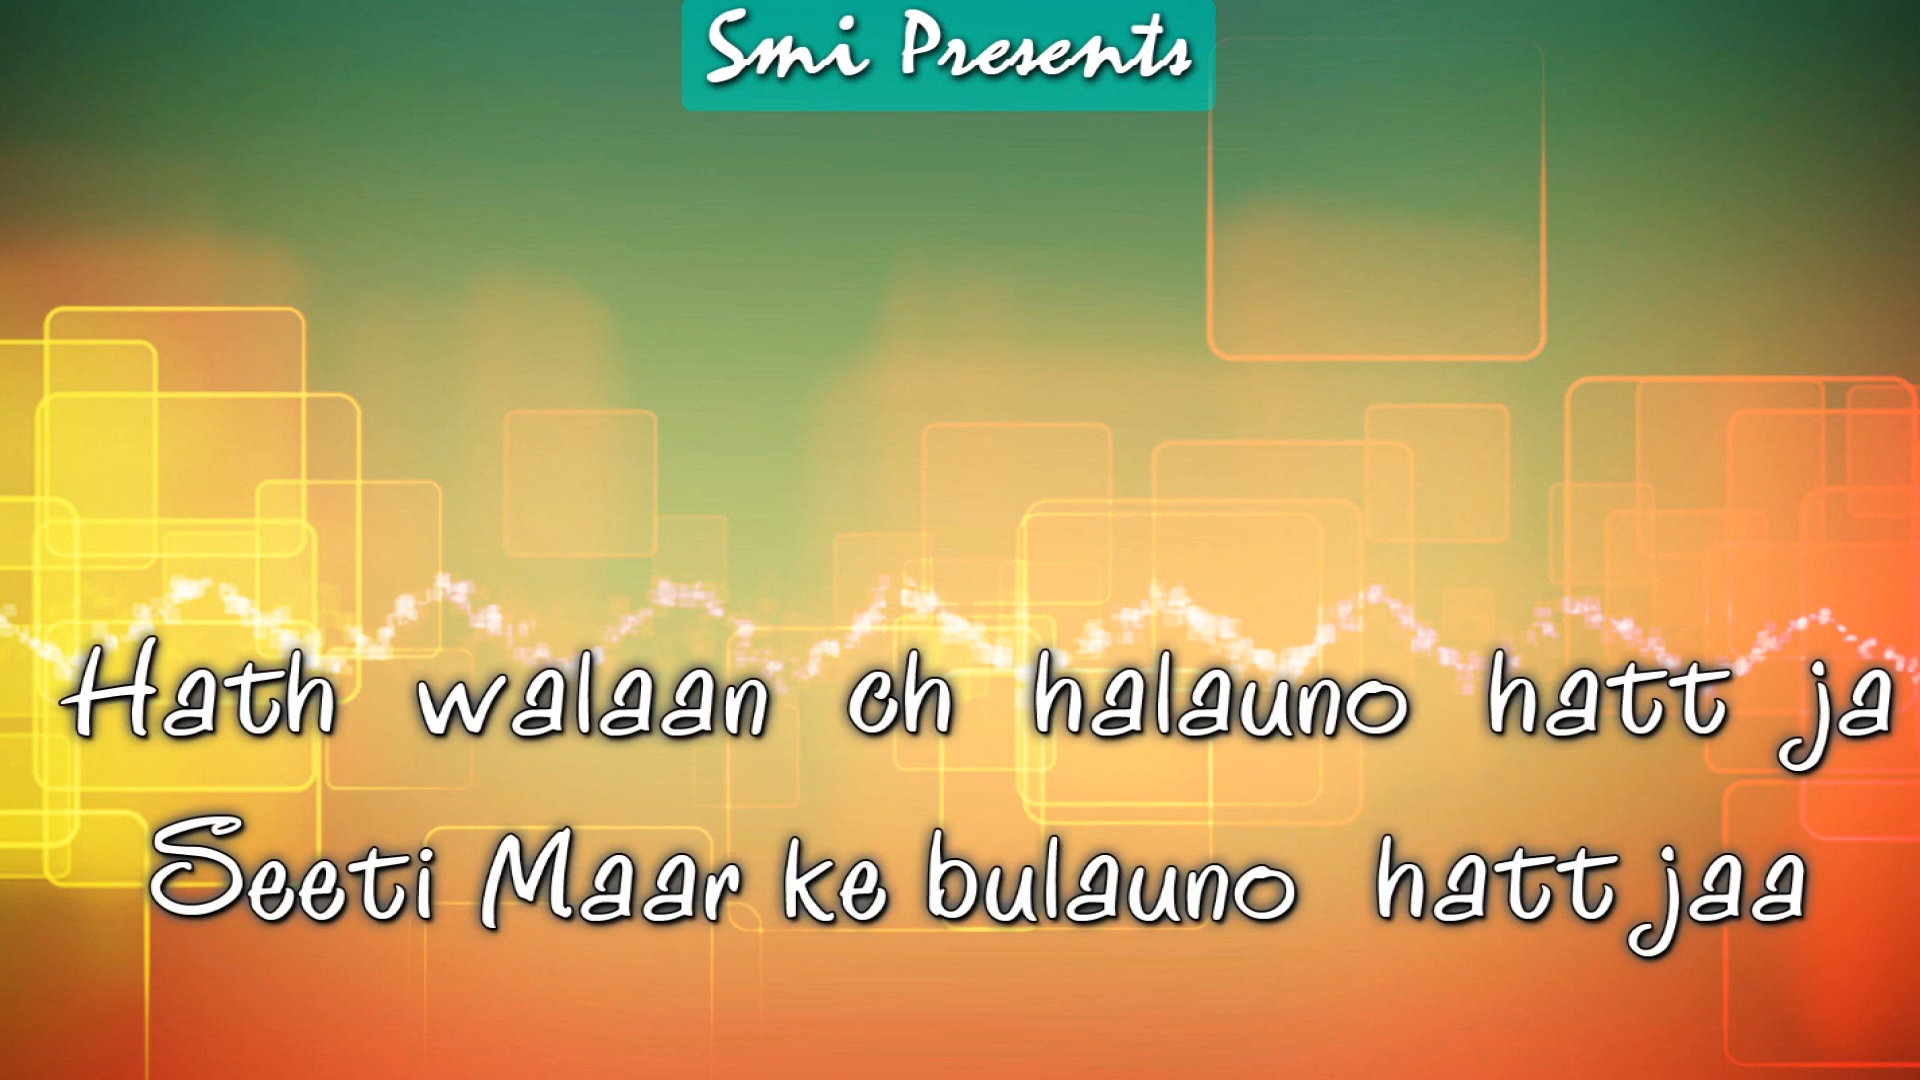 Smi Presents
Hath walaan ch halauno hatt ja
Seeti Maar ke bulauno hatt jaa